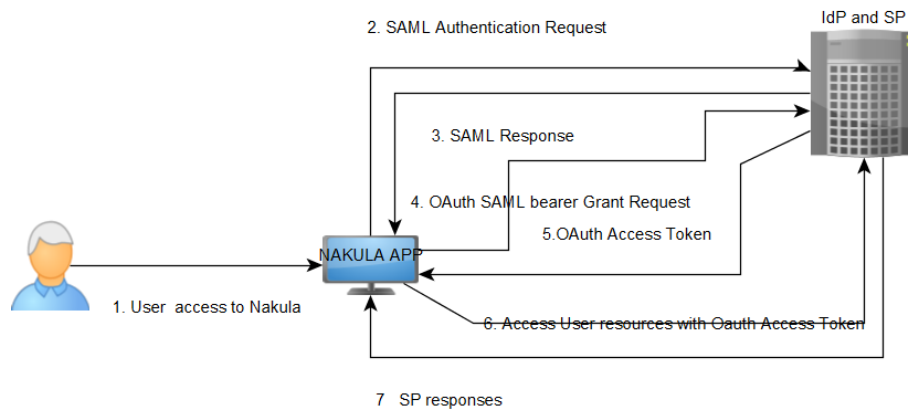 IdP and SP
2. SAML Authentication Request
3. SAML Response
4. OAuth SAML bearer Grant Request
5.OAuth Access Token
NAKULA APP
1. User access to Nakula
6. Access User resources with Oauth Access Token
7 SP responses